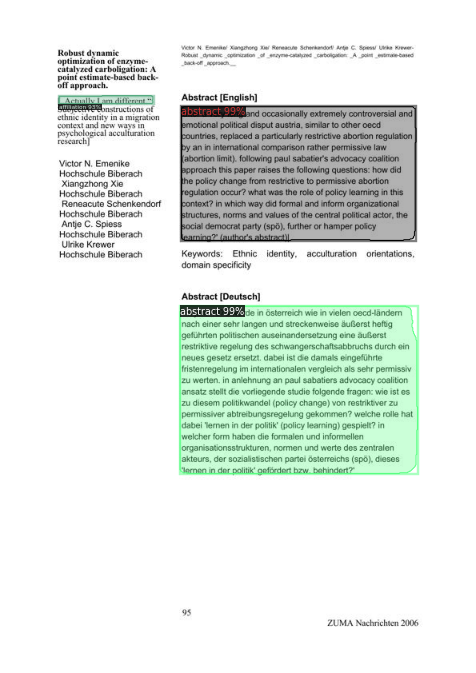 Robust dynamic
optimization of enzyme-
catalyzed carboligation: A
point estimate-based back-
off approach.
„Actually I am different.“
Subjective constructions of
ethnic identity in a migration
context and new ways in
psychological acculturation
research]
Victor N. Emenike
Hochschule Biberach
Xiangzhong Xie
Hochschule Biberach
Reneacute Schenkendorf
Hochschule Biberach
Antje C. Spiess
Hochschule Biberach
Ulrike Krewer
Hochschule Biberach
Victor N. Emenike/ Xiangzhong Xie/ Reneacute Schenkendorf/ Antje C. Spiess/ Ulrike Krewer-
Robust _dynamic _optimization _of _enzyme-catalyzed _carboligation: _A _point _estimate-based
_back-off _approach.__
Abstract [English]
abstract 99% and occasionally extremely controversial and
emotional political disput austria, similar to other oecd
countries, replaced a particularly restrictive abortion regulation
by an in international comparison rather permissive law
(abortion limit). following paul sabatier's advocacy coalition
approach this paper raises the following questions: how did
the policy change from restrictive to permissive abortion
regulation occur? what was the role of policy learning in this
context? in which way did formal and inform organizational
structures, norms and values of the central political actor, the
social democrat party (spö), further or hamper policy
learning?' (author's abstract)|
Keywords: Ethnic identity, acculturation orientations,
domain specificity
Abstract [Deutsch]
abstract 99% de in österreich wie in vielen oecd-ländern
nach einer sehr langen und streckenweise äußerst heftig
geführten politischen auseinandersetzung eine äußerst
restriktive regelung des schwangerschaftsabbruchs durch ein
neues gesetz ersetzt. dabei ist die damals eingeführte
fristenregelung im internationalen vergleich als sehr permissiv
zu werten. in anlehnung an paul sabatiers advocacy coalition
ansatz stellt die vorliegende studie folgende fragen: wie ist es
zu diesem politikwandel (policy change) von restriktiver zu
permissiver abtreibungsregelung gekommen? welche rolle hat
dabei 'lernen in der politik' (policy learning) gespielt? in
welcher form haben die formalen und informellen
organisationsstrukturen, normen und werte des zentralen
akteurs, der sozialistischen partei österreichs (spö), dieses
'lernen in der politik' gefördert bzw. behindert?'
95
ZUMA Nachrichten 2006